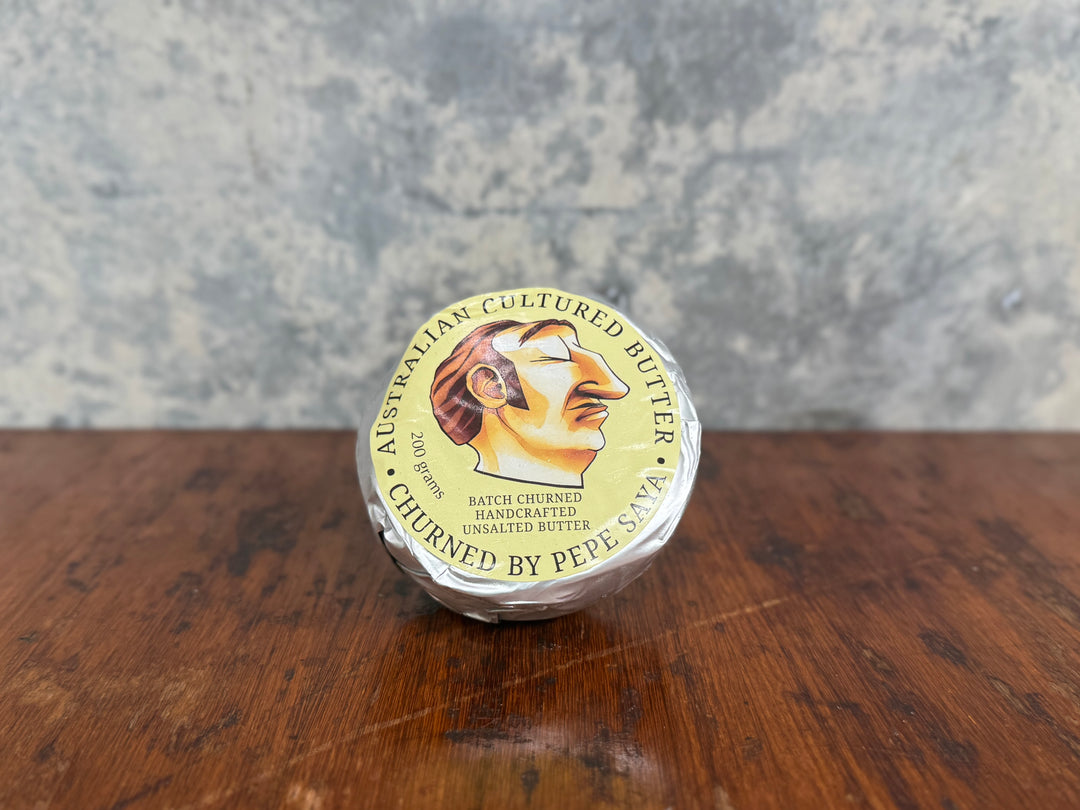 • AUSTRALIAN CULTURED BUTTER •
200 grams
BATCH CHURNED
HANDCRAFTED
UNSALTED BUTTER
CHURNED BY PEPE SAYA